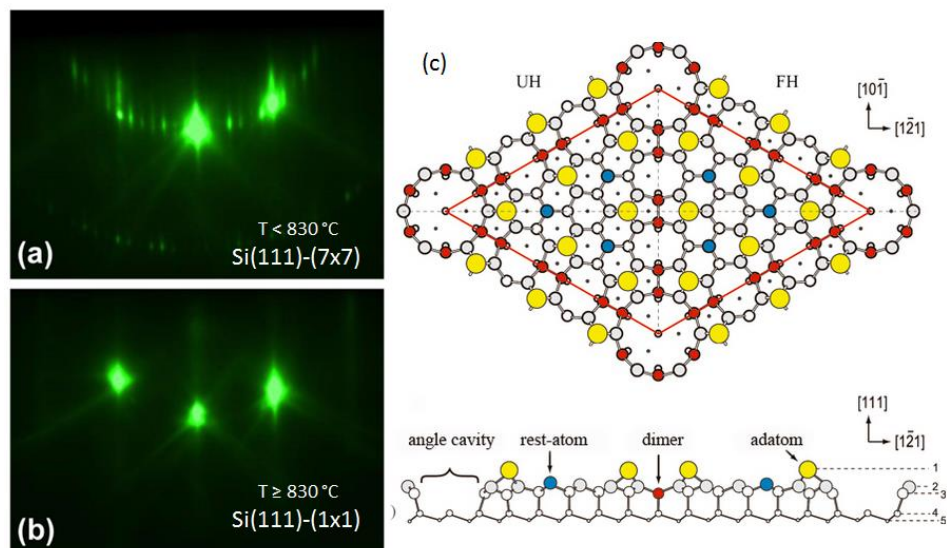 T < 830 °C
(a) Si(111)-(7x7)
T ≥ 830 °C
(b) Si(111)-(1x1)
(c)
UH
FH
[101̄]
[12̄1]
angle cavity
rest-atom
dimer
adatom
[111]
[12̄1]
1
2
3
4
5
)